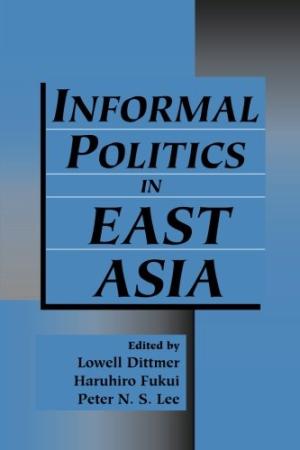 INFORMAL
POLITICS
IN
EAST
ASIA
Edited by
Lowell Dittmer
Haruhiro Fukui
Peter N. S. Lee